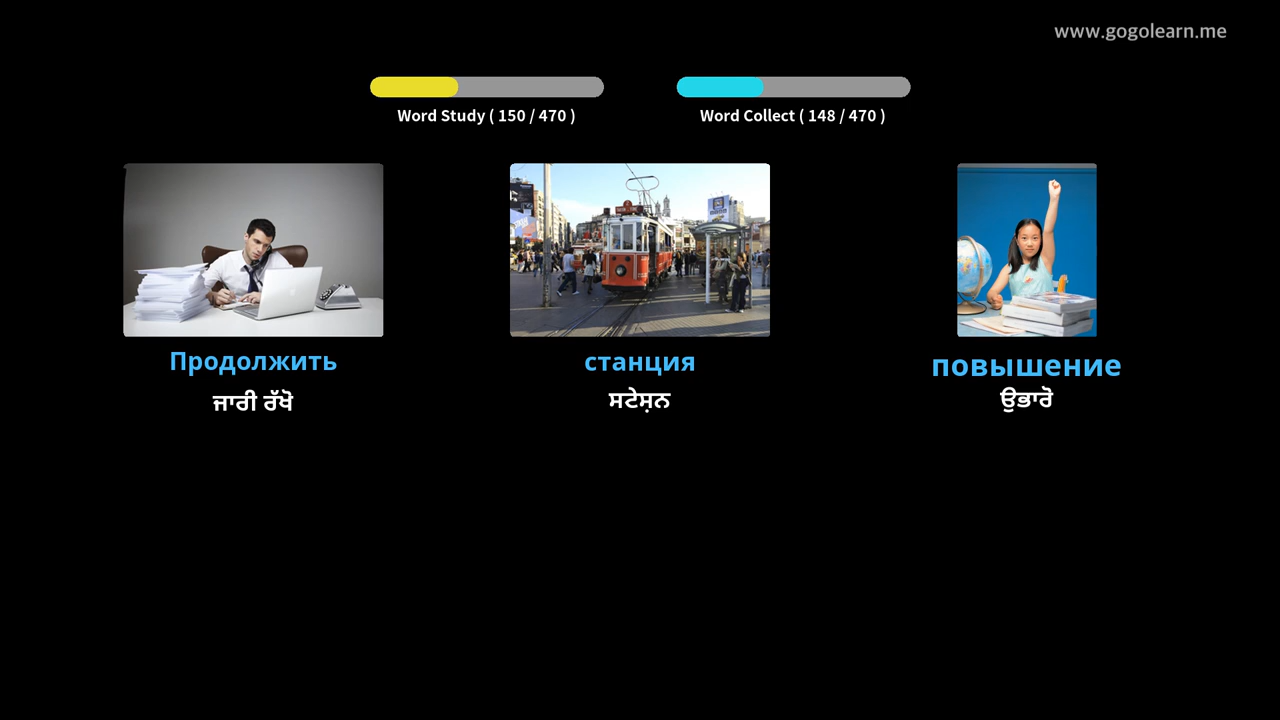 www.gogolearn.me
Word Study ( 150 / 470 )
Word Collect ( 148 / 470 )
Продолжить
станция
повышение
ਜਾਰੀ ਰੱਖੋ
ਸਟੇਸ਼ਨ
ਉਭਾਰੋ